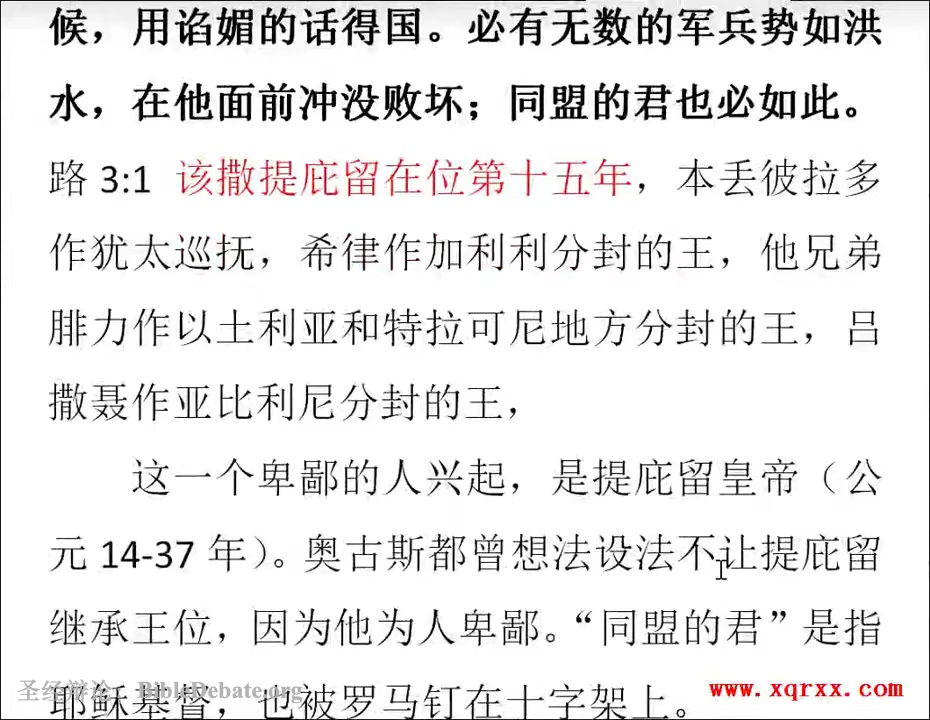 候，用谄媚的话得国。必有无数的军兵势如洪
水，在他面前冲没败坏；同盟的君也必如此。
路 3:1 该撒提庇留在位第十五年，本丢彼拉多
作犹太巡抚，希律作加利利分封的王，他兄弟
腓力作以土利亚和特拉可尼地方分封的王，吕
撒聂作亚比利尼分封的王，
这一个卑鄙的人兴起，是提庇留皇帝（公
元 14-37 年）。奥古斯都曾想法设法不让提庇留
继承王位，因为他为人卑鄙。“同盟的君”是指
耶稣基督，也被罗马钉在十字架上。
圣经辩论：BibleDebate.org
www.xqrxx.com